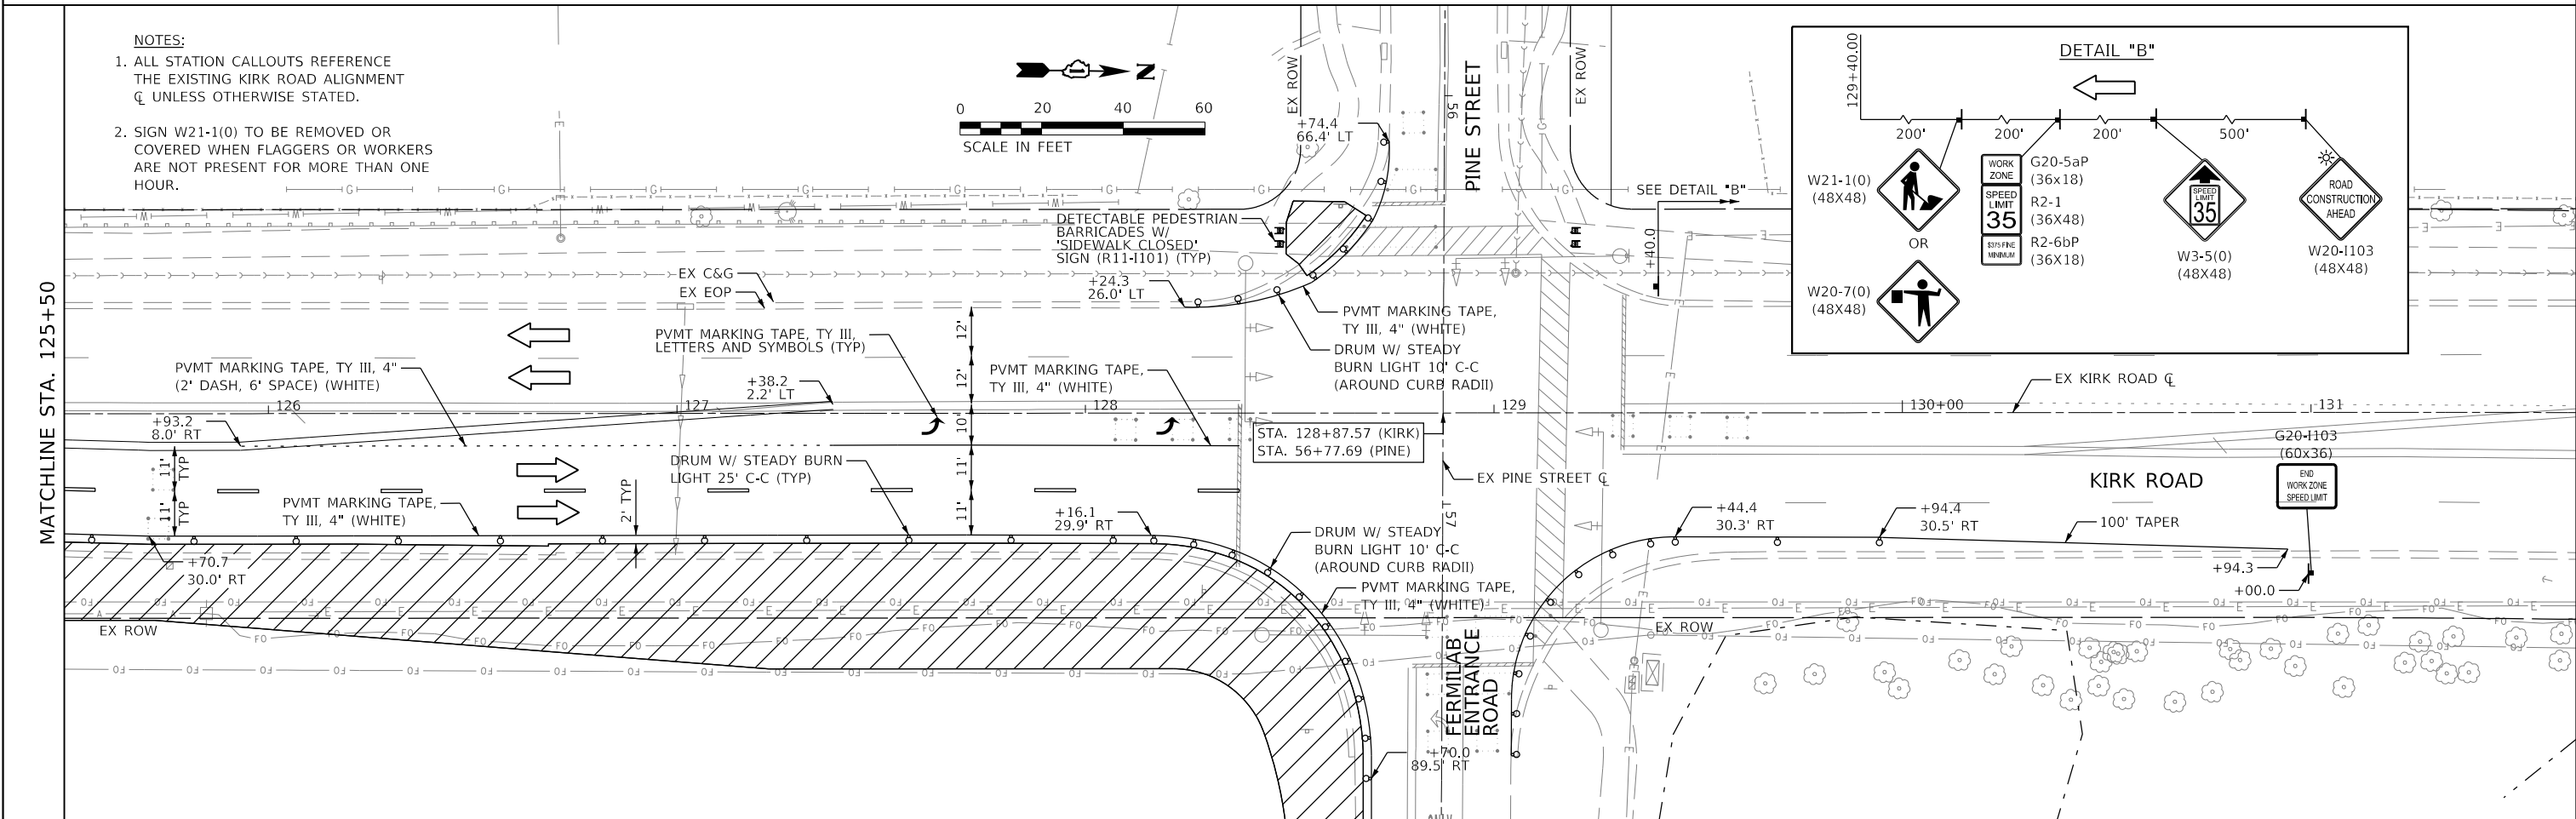 NOTES:
1. ALL STATION CALLOUTS REFERENCE
THE EXISTING KIRK ROAD ALIGNMENT
℄ UNLESS OTHERWISE STATED.
2. SIGN W21-1(0) TO BE REMOVED OR
COVERED WHEN FLAGGERS OR WORKERS
ARE NOT PRESENT FOR MORE THAN ONE
HOUR.
MATCHLINE STA. 125+50
N
0 20 40 60
SCALE IN FEET
EX ROW
+74.4
66.4' LT
56
PINE STREET
EX ROW
SEE DETAIL "B"
+40.0
DETECTABLE PEDESTRIAN
BARRICADES W/
'SIDEWALK CLOSED'
SIGN (R11-I101) (TYP)
EX C&G
EX EOP
+24.3
26.0' LT
PVMT MARKING TAPE,
TY III, 4" (WHITE)
DRUM W/ STEADY
BURN LIGHT 10' C-C
(AROUND CURB RADII)
DETAIL "B"
129+40.00
200' 200' 200' 500'
W21-1(0)
(48X48)
OR
W20-7(0)
(48X48)
WORK
ZONE
SPEED
LIMIT
35
$375 FINE
MINIMUM
G20-5aP
(36x18)
R2-1
(36X48)
R2-6bP
(36X18)
SPEED
LIMIT
35
W3-5(0)
(48X48)
ROAD
CONSTRUCTION
AHEAD
W20-I103
(48X48)
PVMT MARKING TAPE, TY III, 4"
(2' DASH, 6' SPACE) (WHITE)
PVMT MARKING TAPE, TY III,
LETTERS AND SYMBOLS (TYP)
+38.2
2.2' LT
12'
12'
10'
11'
11'
PVMT MARKING TAPE,
TY III, 4" (WHITE)
126
127
128
129
130+00
131
EX KIRK ROAD ℄
+93.2
8.0' RT
11'
TYP
11'
TYP
STA. 128+87.57 (KIRK)
STA. 56+77.69 (PINE)
EX PINE STREET ℄
DRUM W/ STEADY BURN
LIGHT 25' C-C (TYP)
2' TYP
PVMT MARKING TAPE,
TY III, 4" (WHITE)
+16.1
29.9' RT
57
DRUM W/ STEADY
BURN LIGHT 10' C-C
(AROUND CURB RADII)
PVMT MARKING TAPE,
TY III, 4" (WHITE)
+44.4
30.3' RT
+94.4
30.5' RT
100' TAPER
KIRK ROAD
G20-I103
(60x36)
END
WORK ZONE
SPEED LIMIT
+94.3
+00.0
+70.7
30.0' RT
EX ROW
EX ROW
FERMILAB
ENTRANCE
ROAD
+70.0
89.5' RT